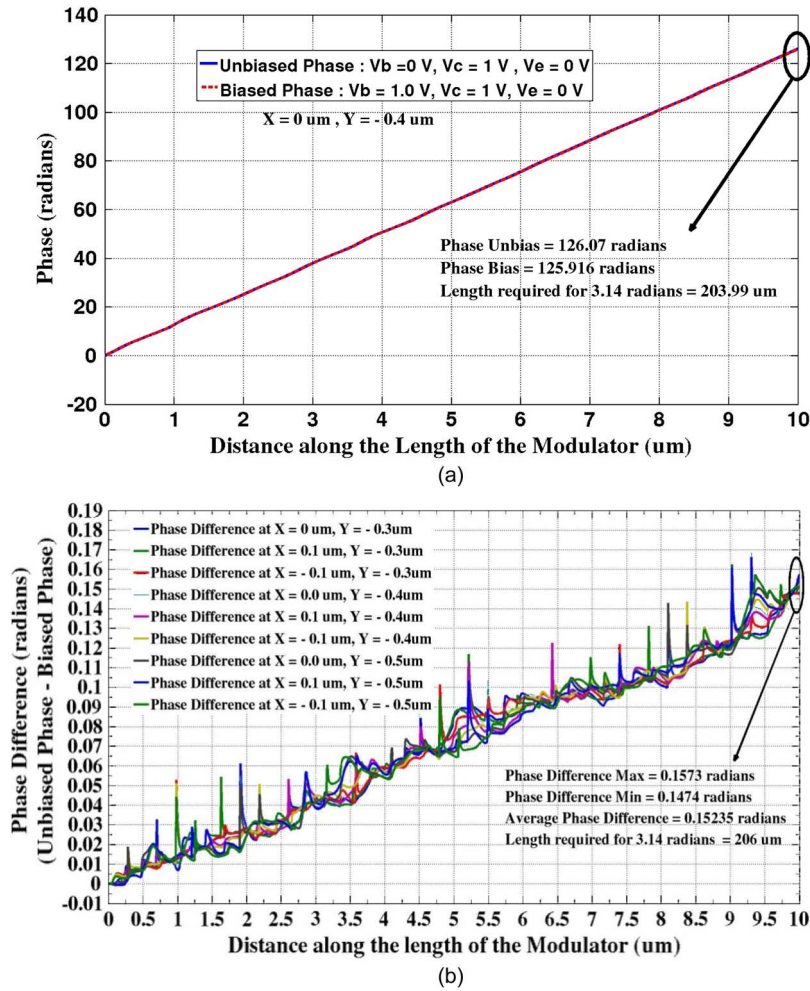 140
120
100
80
60
40
20
0
-20
Phase (radians)
Unbiased Phase : Vb =0 V, Vc = 1 V , Ve = 0 V
Biased Phase : Vb = 1.0 V, Vc = 1 V, Ve = 0 V
X = 0 um , Y = - 0.4 um
Phase Unbias = 126.07 radians
Phase Bias = 125.916 radians
Length required for 3.14 radians = 203.99 um
0 1 2 3 4 5 6 7 8 9 10
Distance along the Length of the Modulator (um)
(a)
0.19
0.18
0.17
0.16
0.15
0.14
0.13
0.12
0.11
0.1
0.09
0.08
0.07
0.06
0.05
0.04
0.03
0.02
0.01
0
-0.01
Phase Difference (radians)
(Unbiased Phase - Biased Phase)
Phase Difference at X = 0 um, Y = - 0.3um
Phase Difference at X = 0.1 um, Y = - 0.3um
Phase Difference at X = - 0.1 um, Y = - 0.3um
Phase Difference at X = 0.0 um, Y = - 0.4um
Phase Difference at X = 0.1 um, Y = - 0.4um
Phase Difference at X = - 0.1 um, Y = - 0.4um
Phase Difference at X = 0.0 um, Y = - 0.5um
Phase Difference at X = 0.1 um, Y = - 0.5um
Phase Difference at X = - 0.1 um, Y = - 0.5um
Phase Difference Max = 0.1573 radians
Phase Difference Min = 0.1474 radians
Average Phase Difference = 0.15235 radians
Length required for 3.14 radians = 206 um
0 0.5 1 1.5 2 2.5 3 3.5 4 4.5 5 5.5 6 6.5 7 7.5 8 8.5 9 9.5 10
Distance along the length of the Modulator (um)
(b)